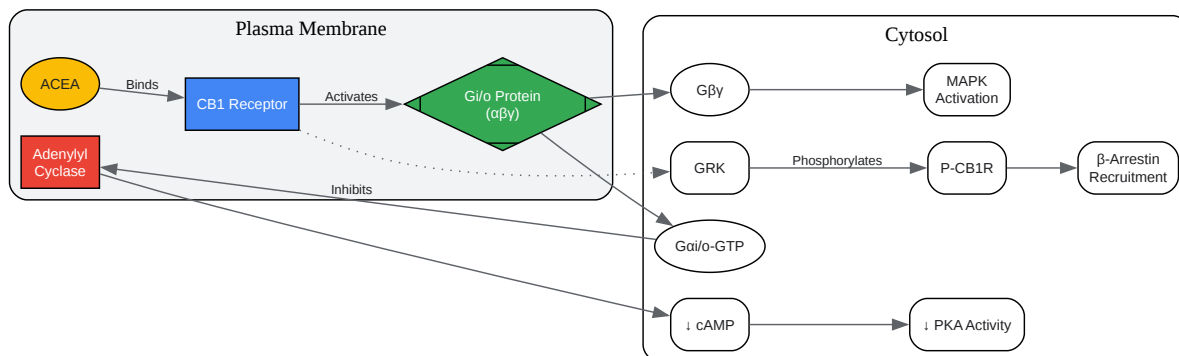 Plasma Membrane
ACEA
Binds
CB1 Receptor
Activates
Gi/o Protein
(αβγ)
Adenylyl
Cyclase
Inhibits
Cytosol
Gβγ
MAPK
Activation
GRK
Phosphorylates
P-CB1R
β-Arrestin
Recruitment
Gαi/o-GTP
↓ cAMP
↓ PKA Activity